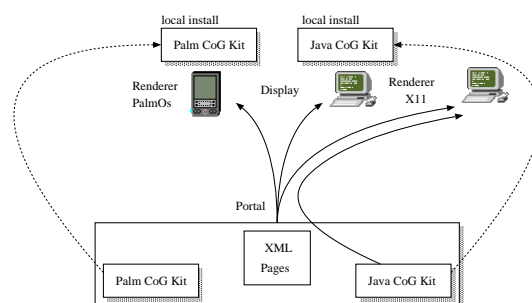 local install
local install
Palm CoG Kit
Java CoG Kit
Renderer
PalmOs
Display
Renderer
X11
Portal
XML
Pages
Palm CoG Kit
Java CoG Kit